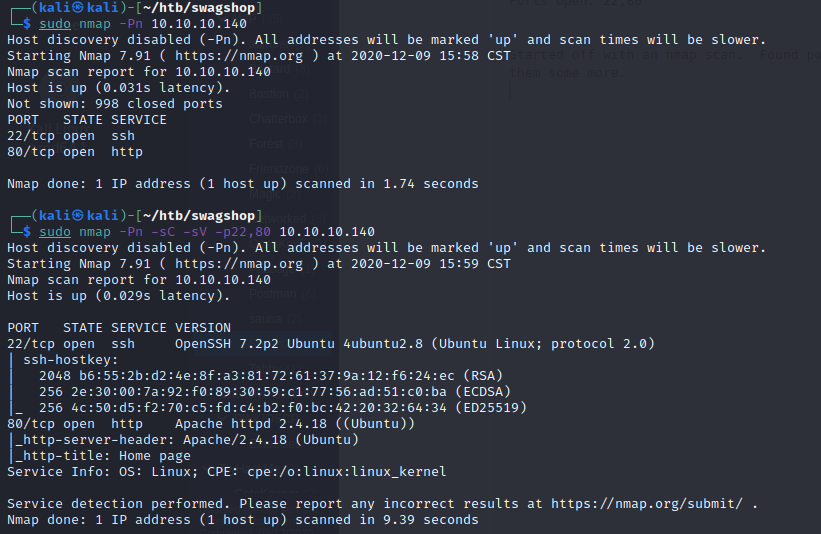 ┌──(kali㉿kali)-[~/htb/swagshop]
└─$ sudo nmap -Pn 10.10.10.140
Host discovery disabled (-Pn). All addresses will be marked 'up' and scan times will be slower.
Starting Nmap 7.91 ( https://nmap.org ) at 2020-12-09 15:58 CST
Nmap scan report for 10.10.10.140
Host is up (0.031s latency).
Not shown: 998 closed ports
PORT   STATE SERVICE
22/tcp open  ssh
80/tcp open  http
Nmap done: 1 IP address (1 host up) scanned in 1.74 seconds
┌──(kali㉿kali)-[~/htb/swagshop]
└─$ sudo nmap -Pn -sC -sV -p22,80 10.10.10.140
Host discovery disabled (-Pn). All addresses will be marked 'up' and scan times will be slower.
Starting Nmap 7.91 ( https://nmap.org ) at 2020-12-09 15:59 CST
Nmap scan report for 10.10.10.140
Host is up (0.029s latency).
PORT   STATE SERVICE VERSION
22/tcp open  ssh     OpenSSH 7.2p2 Ubuntu 4ubuntu2.8 (Ubuntu Linux; protocol 2.0)
| ssh-hostkey:
|   2048 b6:55:2b:d2:4e:8f:a3:81:72:61:37:9a:12:f6:24:ec (RSA)
|   256 2e:30:00:7a:92:f0:89:30:59:c1:77:56:ad:51:c0:ba (ECDSA)
|_  256 4c:50:d5:f2:70:c5:fd:c4:b2:f0:bc:42:20:32:64:34 (ED25519)
80/tcp open  http    Apache httpd 2.4.18 ((Ubuntu))
|_http-server-header: Apache/2.4.18 (Ubuntu)
|_http-title: Home page
Service Info: OS: Linux; CPE: cpe:/o:linux:linux_kernel
Service detection performed. Please report any incorrect results at https://nmap.org/submit/ .
Nmap done: 1 IP address (1 host up) scanned in 9.39 seconds